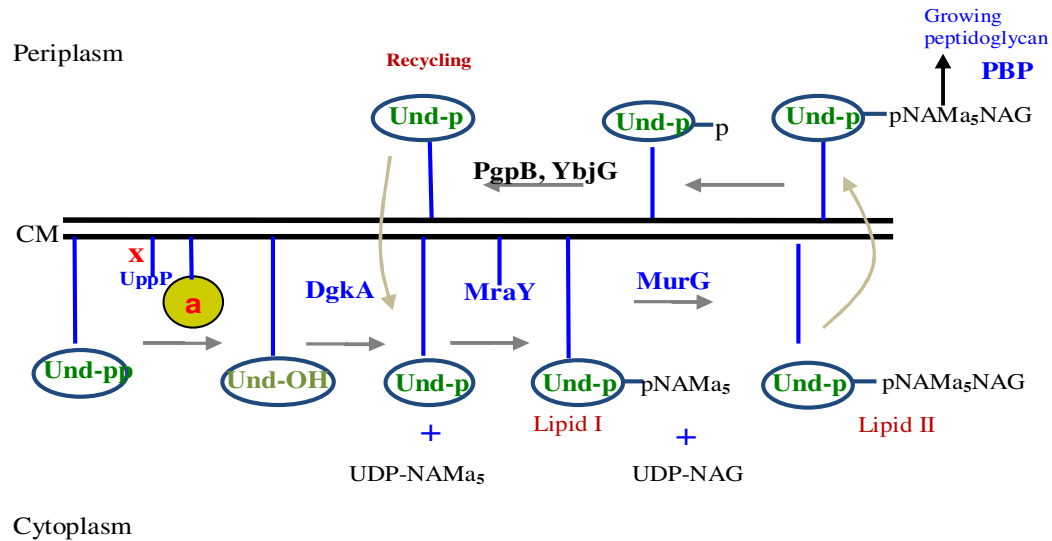 Growing
peptidoglycan
Periplasm
Recycling
PBP
Und-p
Und-p p
Und-p pNAMa₅NAG
PgpB, YbjG
CM
x
UppP
a
DgkA
MraY
MurG
Und-pp
Und-OH
Und-p
Und-p pNAMa₅
Und-p pNAMa₅NAG
Lipid I
Lipid II
+
+
UDP-NAMa₅
UDP-NAG
Cytoplasm